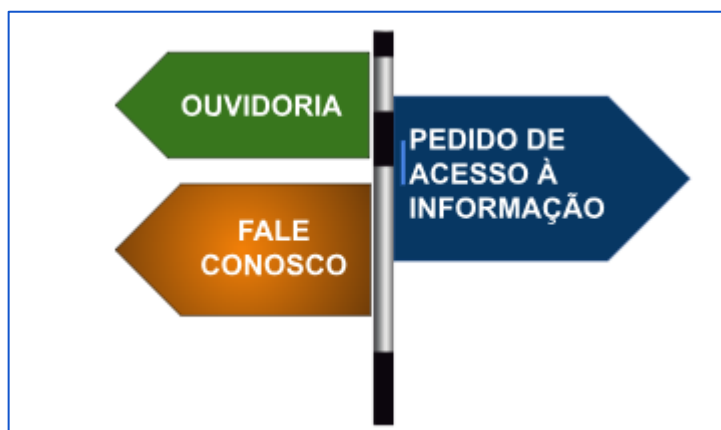 OUVIDORIA
FALE
CONOSCO
PEDIDO DE
ACESSO À
INFORMAÇÃO